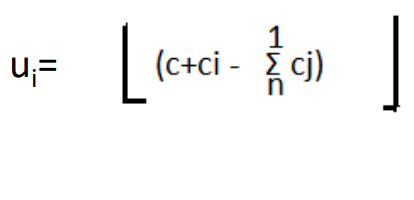 uᵢ= ⌊ (c+ci - 1 Σ n cj) ⌋